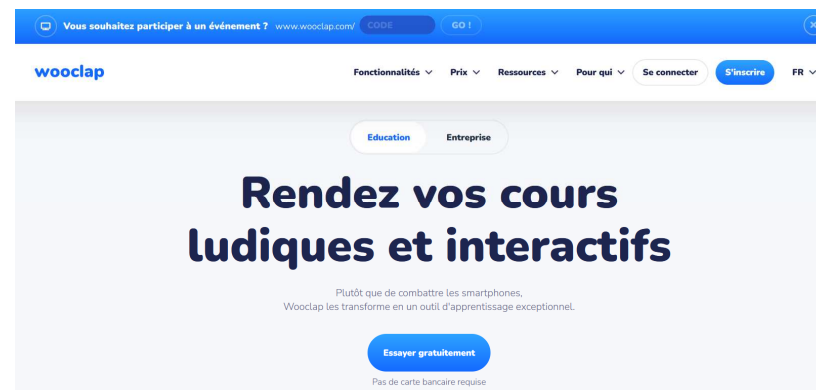 Vous souhaitez participer à un événement ? www.wooclap.com/ CODE GO !
wooclap Fonctionnalités Prix Ressources Pour qui Se connecter S'inscrire FR
Education Entreprise
Rendez vos cours
ludiques et interactifs
Plutôt que de combattre les smartphones,
Wooclap les transforme en un outil d'apprentissage exceptionnel.
Essayer gratuitement
Pas de carte bancaire requise